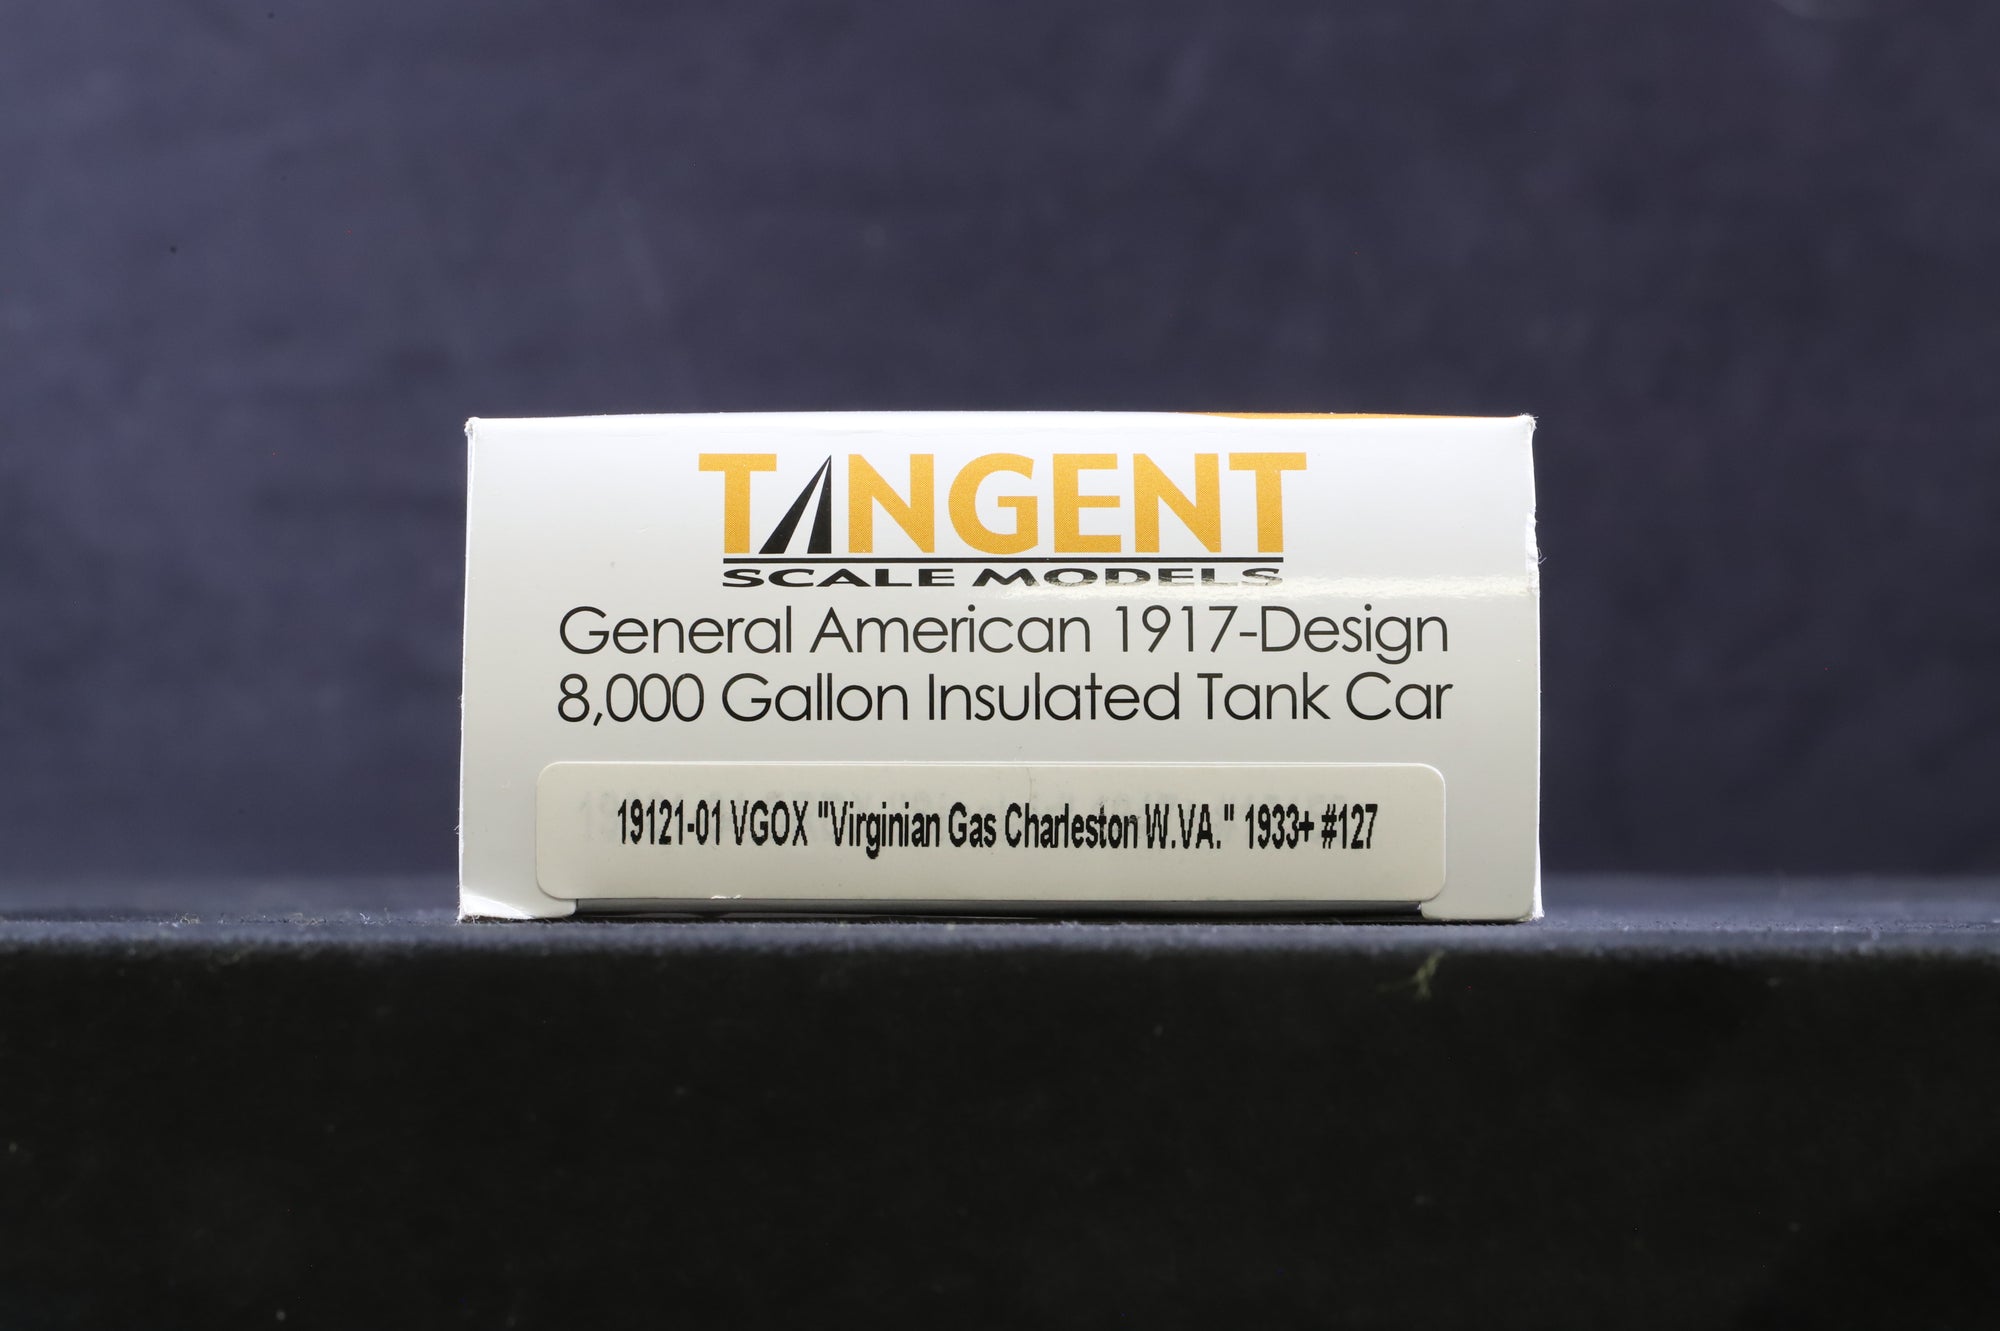 TANGENT
SCALE MODELS
General American 1917-Design
8,000 Gallon Insulated Tank Car
19121-01 VGOX "Virginian Gas Charleston W.VA." 1933+ #127